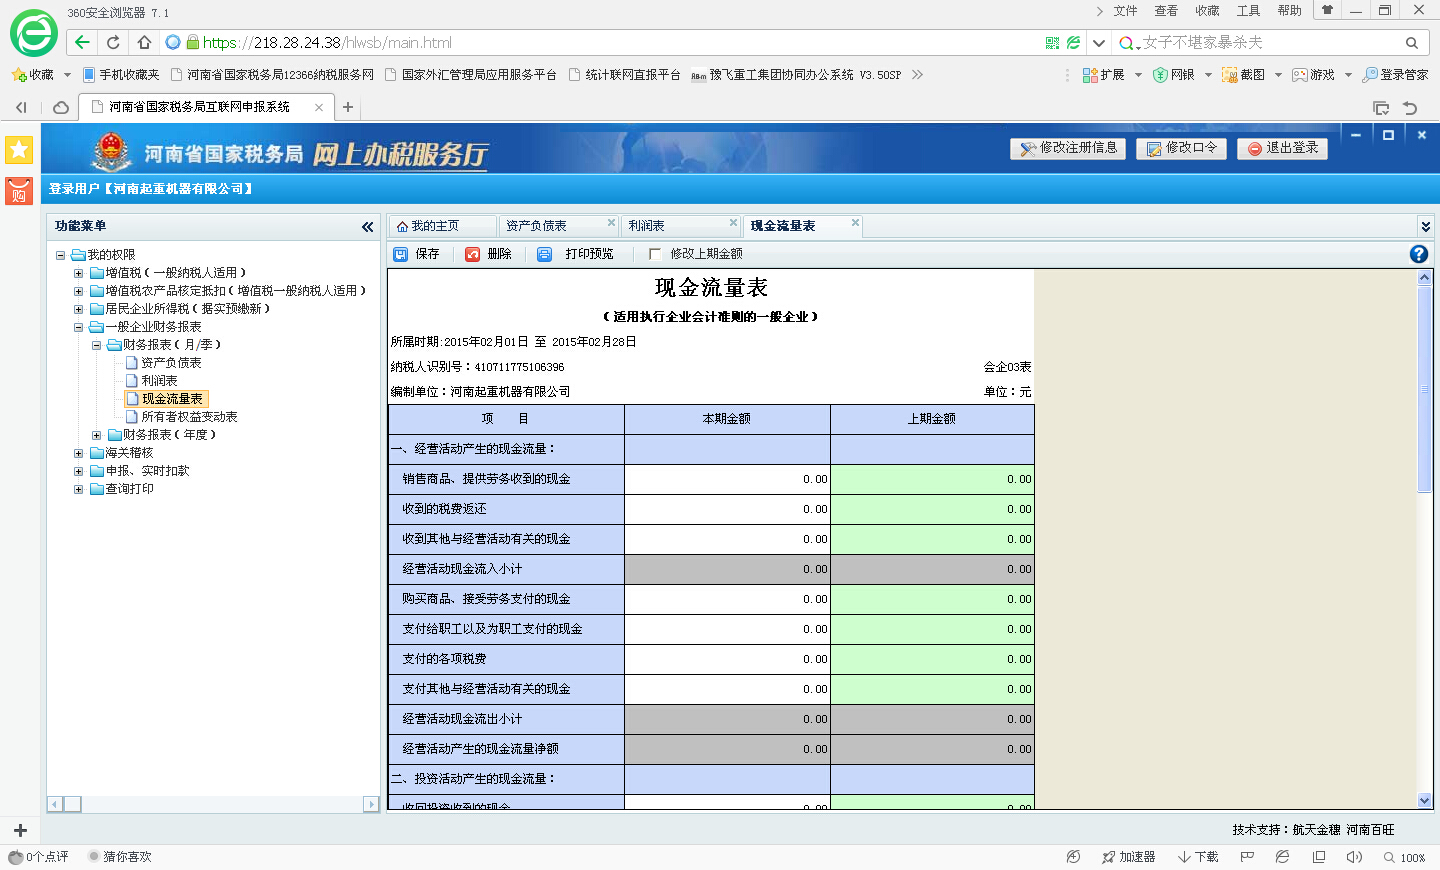 360安全浏览器 7.1
文件 查看 收藏 工具 帮助
https://218.28.24.38/hlwsb/main.html
女子不堪家暴杀夫
收藏 手机收藏夹 河南省国家税务局12366纳税服务网 国家外汇管理局应用服务平台 统计联网直报平台 豫飞重工集团协同办公系统 V3.50SP
扩展 网银 截图 游戏 登录管家
河南省国家税务局互联网申报系统
购
河南省国家税务局 网上办税服务厅
修改注册信息 修改口令 退出登录
登录用户【河南起重机器有限公司】
功能菜单
我的权限
增值税（一般纳税人适用）
增值税农产品核定抵扣（增值税一般纳税人适用）
居民企业所得税（据实预缴新）
一般企业财务报表
财务报表（月/季）
资产负债表
利润表
现金流量表
所有者权益变动表
财务报表（年度）
海关稽核
申报、实时扣款
查询打印
我的主页 资产负债表 利润表 现金流量表
保存 删除 打印预览 修改上期金额
现金流量表
（适用执行企业会计准则的一般企业）
所属时期:2015年02月01日 至 2015年02月28日
纳税人识别号：410711775106396 会企03表
编制单位：河南起重机器有限公司 单位：元
项 目 本期金额 上期金额
一、经营活动产生的现金流量：
销售商品、提供劳务收到的现金 0.00 0.00
收到的税费返还 0.00 0.00
收到其他与经营活动有关的现金 0.00 0.00
经营活动现金流入小计 0.00 0.00
购买商品、接受劳务支付的现金 0.00 0.00
支付给职工以及为职工支付的现金 0.00 0.00
支付的各项税费 0.00 0.00
支付其他与经营活动有关的现金 0.00 0.00
经营活动现金流出小计 0.00 0.00
经营活动产生的现金流量净额 0.00 0.00
二、投资活动产生的现金流量：
收回投资收到的现金 0.00 0.00
技术支持：航天金穗 河南百旺
0个点评 猜你喜欢
加速器 下载 100%